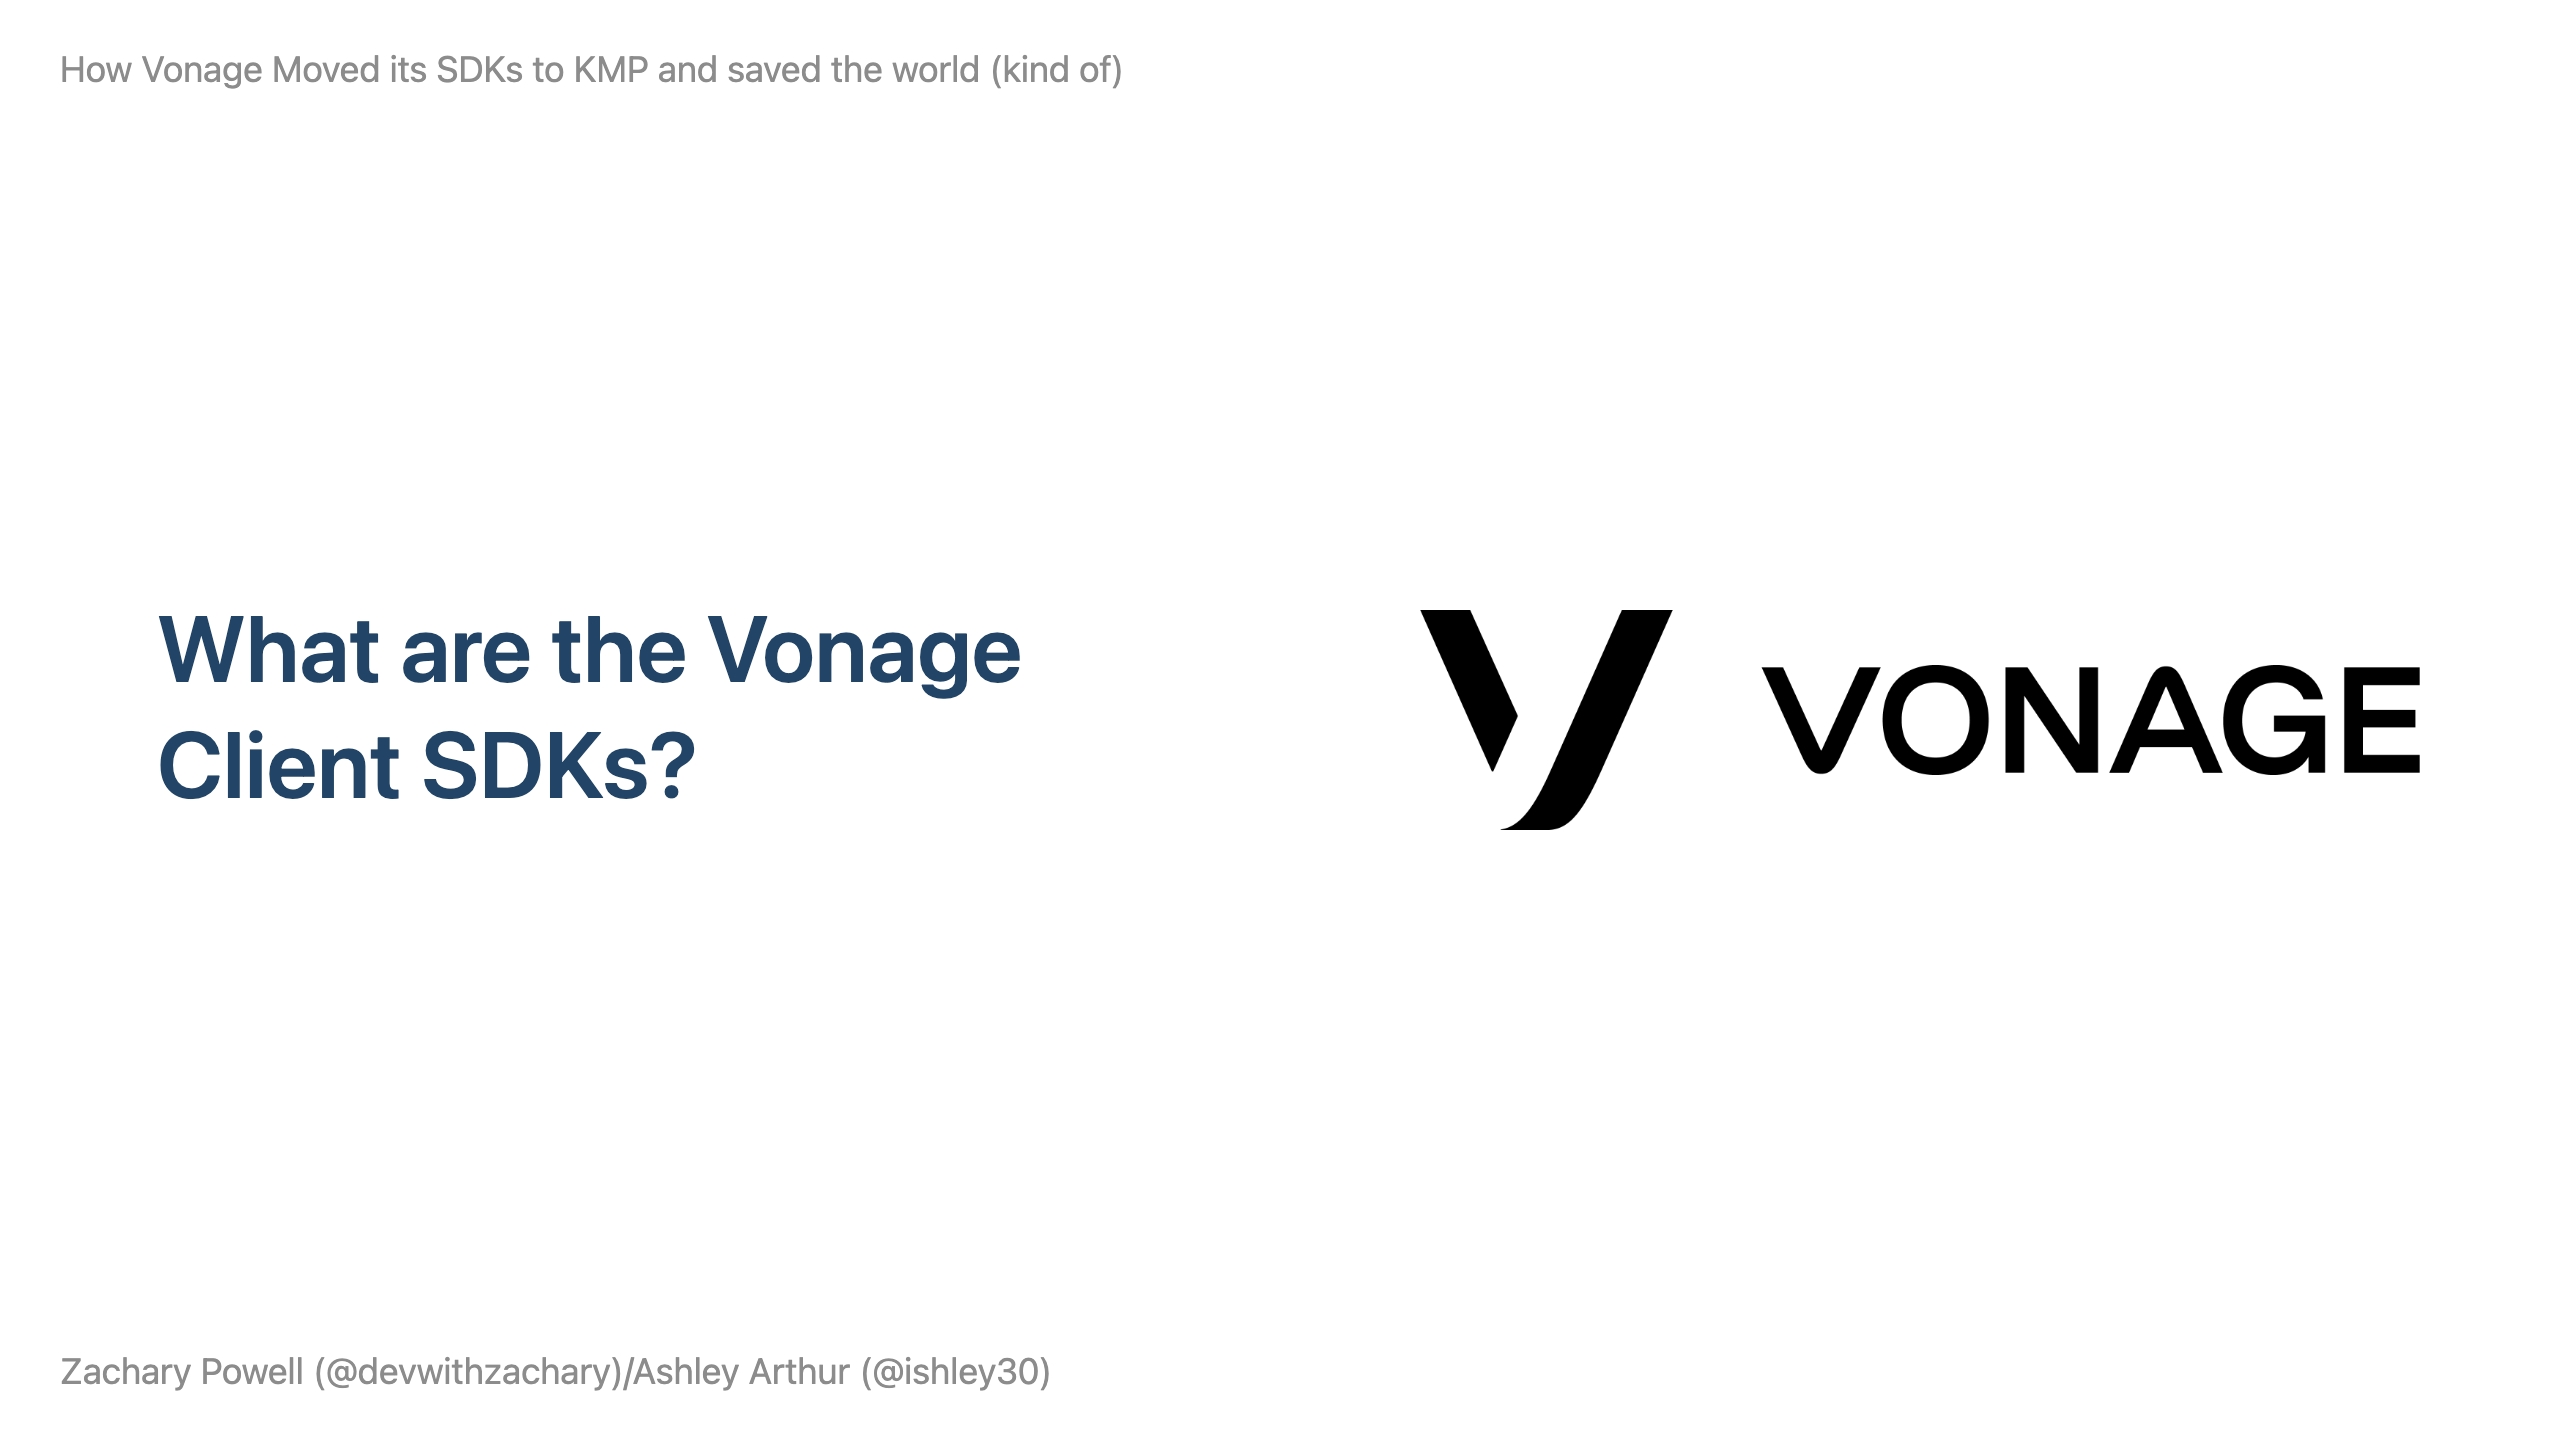 How Vonage Moved its SDKs to KMP and saved the world (kind of)
What are the Vonage
Client SDKs?
VONAGE
Zachary Powell (@devwithzachary)/Ashley Arthur (@ishley30)